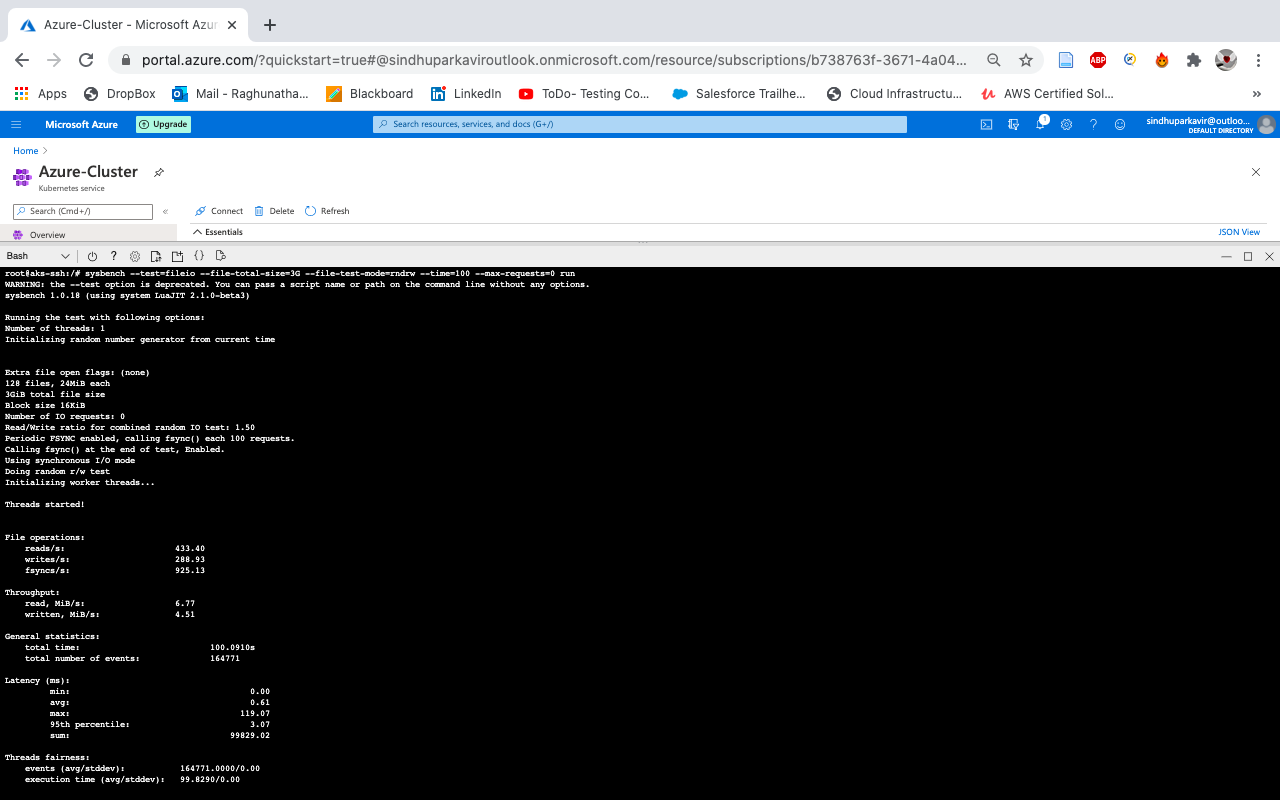 Azure-Cluster - Microsoft Azur
portal.azure.com/?quickstart=true#@sindhuparkaviroutlook.onmicrosoft.com/resource/subscriptions/b738763f-3671-4a04...
ABP
Apps DropBox Mail - Raghunatha... Blackboard LinkedIn ToDo- Testing Co... Salesforce Trailhe... Cloud Infrastructu... AWS Certified Sol... »
Microsoft Azure Upgrade Search resources, services, and docs (G+/) 1 sindhuparkavir@outloo...
DEFAULT DIRECTORY
Home >
Azure-Cluster
Kubernetes service
Search (Cmd+/) « Connect Delete Refresh
Overview Essentials JSON View
Bash ? {}
root@aks-ssh:/# sysbench --test=fileio --file-total-size=3G --file-test-mode=rndrw --time=100 --max-requests=0 run
WARNING: the --test option is deprecated. You can pass a script name or path on the command line without any options.
sysbench 1.0.18 (using system LuaJIT 2.1.0-beta3)
Running the test with following options:
Number of threads: 1
Initializing random number generator from current time
Extra file open flags: (none)
128 files, 24MiB each
3GiB total file size
Block size 16KiB
Number of IO requests: 0
Read/Write ratio for combined random IO test: 1.50
Periodic FSYNC enabled, calling fsync() each 100 requests.
Calling fsync() at the end of test, Enabled.
Using synchronous I/O mode
Doing random r/w test
Initializing worker threads...
Threads started!
File operations:
reads/s: 433.40
writes/s: 288.93
fsyncs/s: 925.13
Throughput:
read, MiB/s: 6.77
written, MiB/s: 4.51
General statistics:
total time: 100.0910s
total number of events: 164771
Latency (ms):
min: 0.00
avg: 0.61
max: 119.07
95th percentile: 3.07
sum: 99829.02
Threads fairness:
events (avg/stddev): 164771.0000/0.00
execution time (avg/stddev): 99.8290/0.00